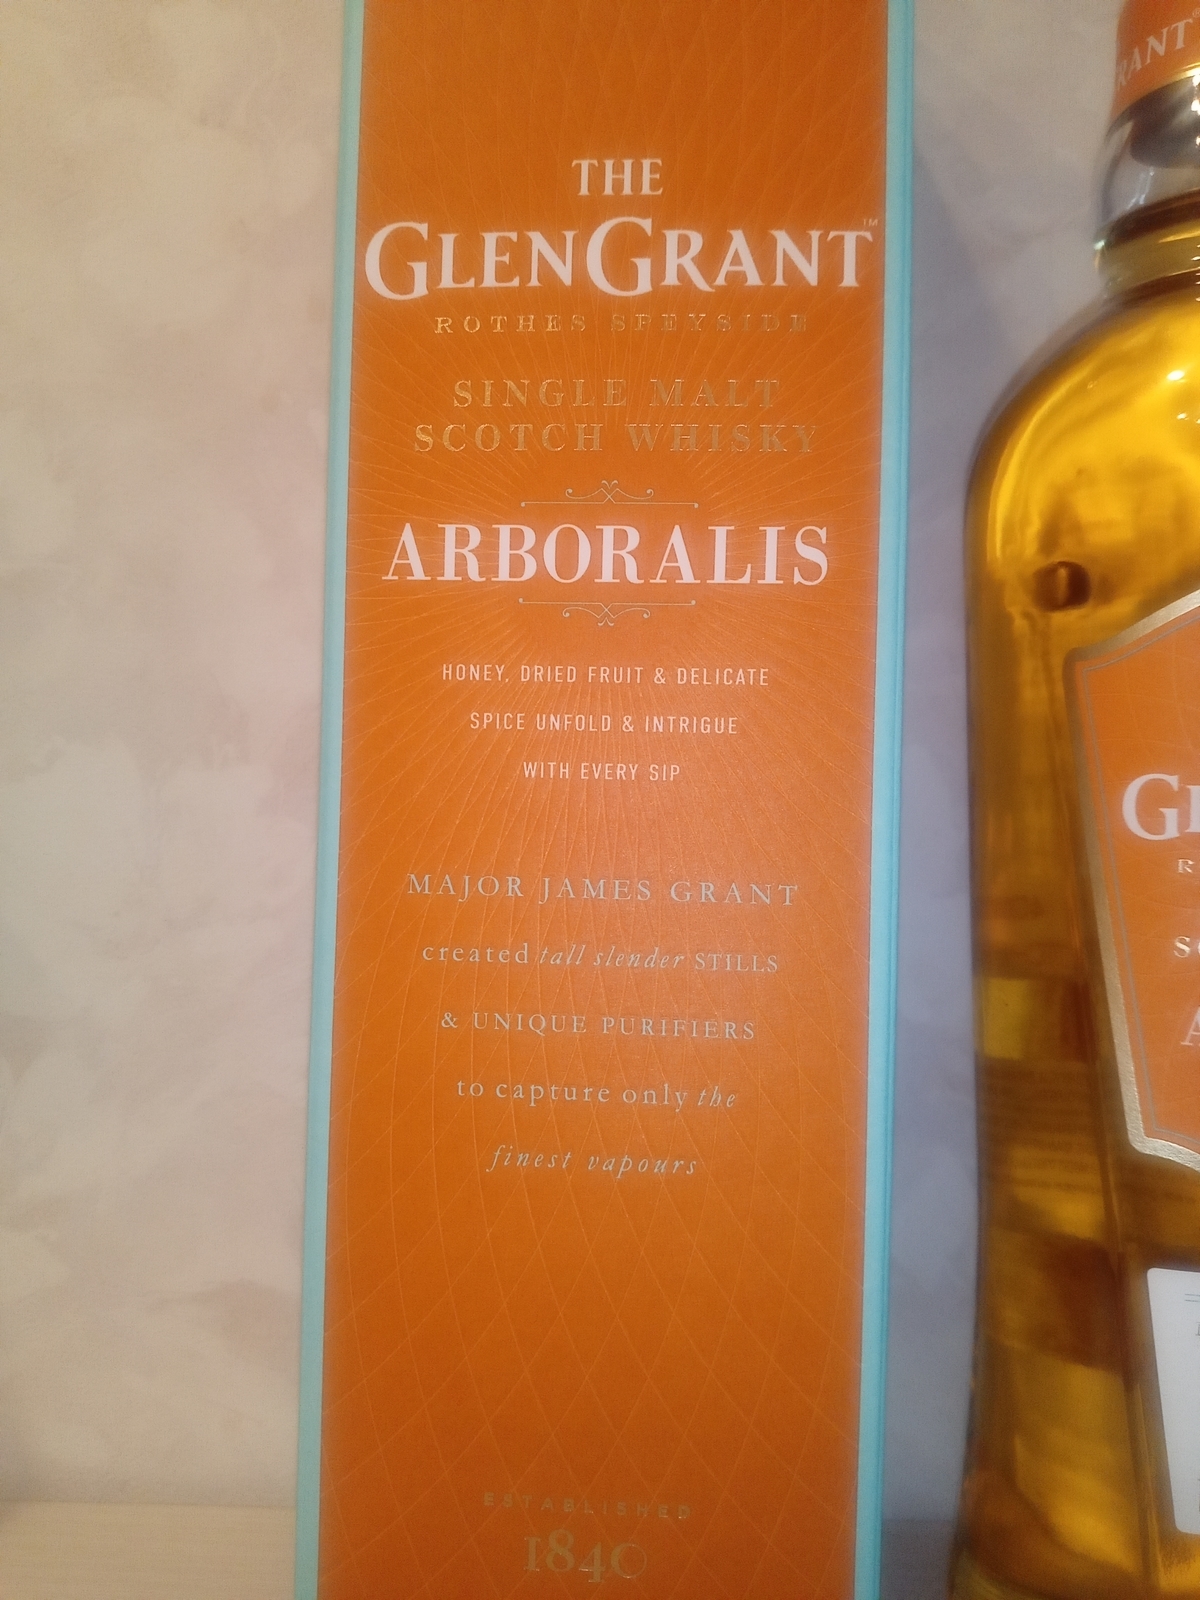 THE
GLENGRANT™
ROTHES SPEYSIDE
SINGLE MALT
SCOTCH WHISKY
ARBORALIS
HONEY, DRIED FRUIT & DELICATE
SPICE UNFOLD & INTRIGUE
WITH EVERY SIP
MAJOR JAMES GRANT
created tall slender STILLS
& UNIQUE PURIFIERS
to capture only the
finest vapours
ESTABLISHED
1840
RANT